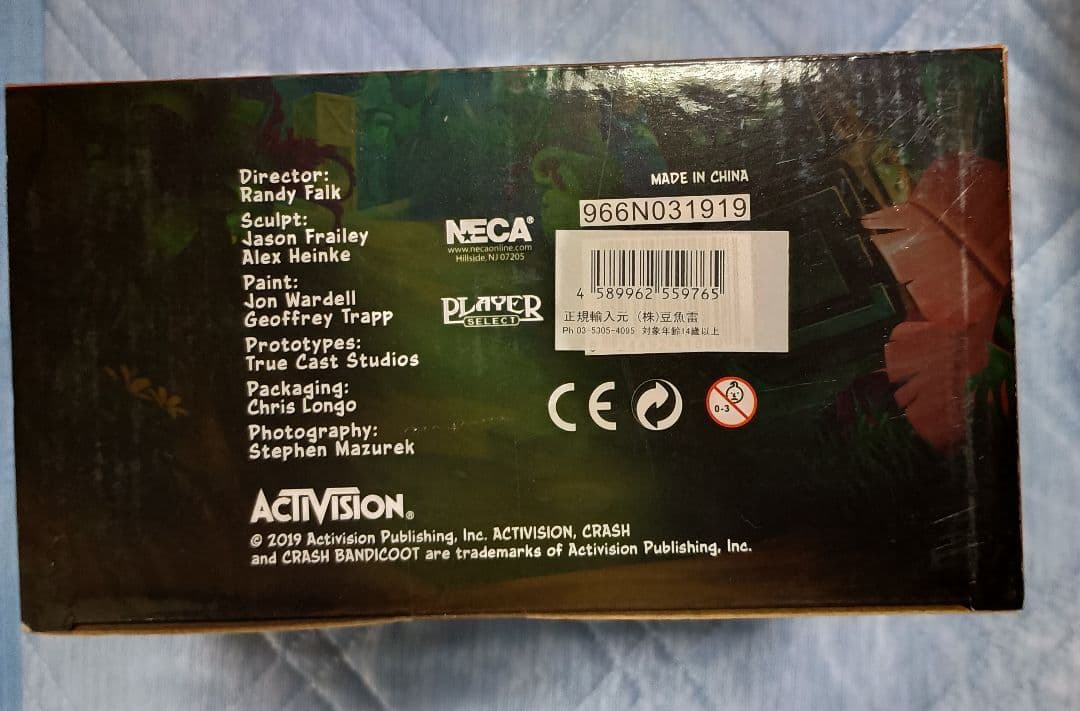 Director:
Randy Falk
Sculpt:
Jason Frailey
Alex Heinke
Paint:
Jon Wardell
Geoffrey Trapp
Prototypes:
True Cast Studios
Packaging:
Chris Longo
Photography:
Stephen Mazurek
NECA®
www.necaonline.com
Hillside, NJ 07205
PLAYER
SELECT
MADE IN CHINA
966N031919
4 589962 559765
正規輸入元 (株)豆魚雷
Ph 03-5305-4095 対象年齢14歳以上
CE
0-3
ACTIVISION®
© 2019 Activision Publishing, Inc. ACTIVISION, CRASH
and CRASH BANDICOOT are trademarks of Activision Publishing, Inc.